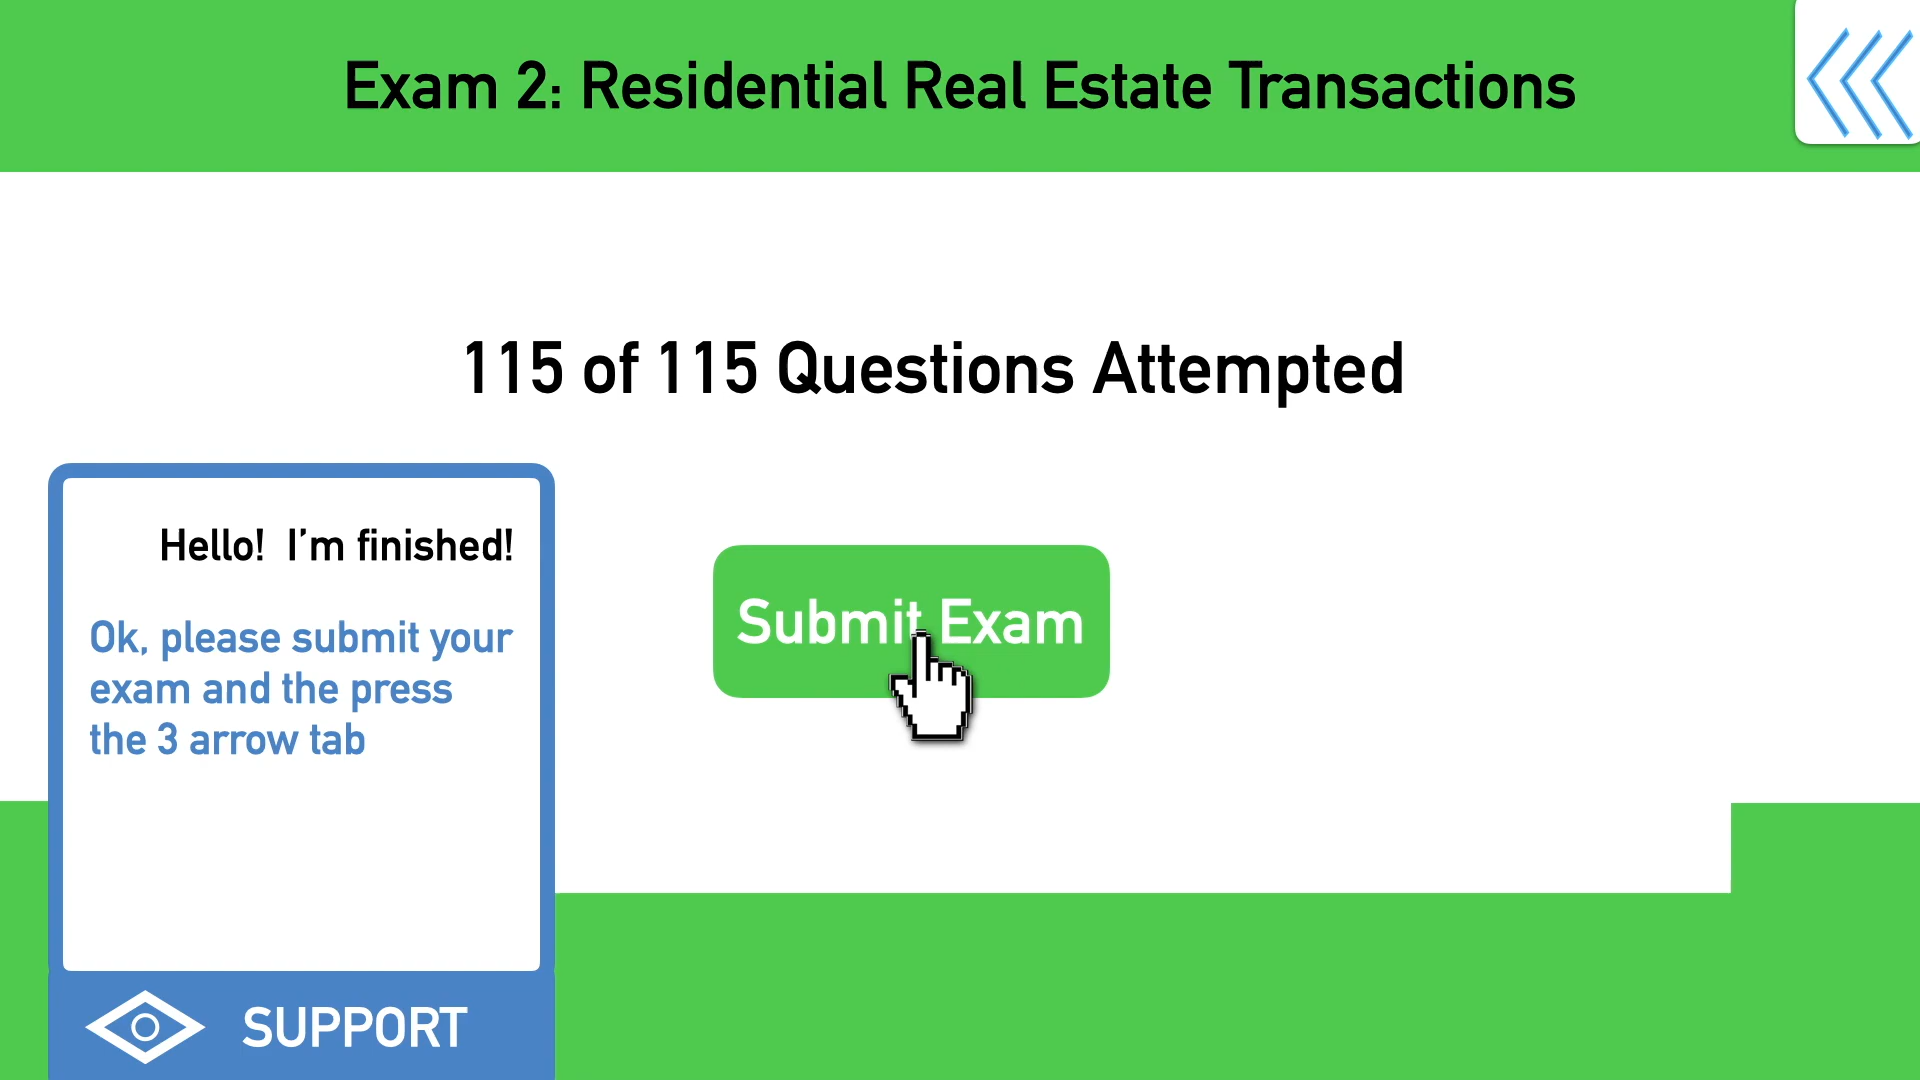 Exam 2: Residential Real Estate Transactions
115 of 115 Questions Attempted
Hello! I'm finished!
Ok, please submit your
exam and the press
the 3 arrow tab
Submit Exam
SUPPORT